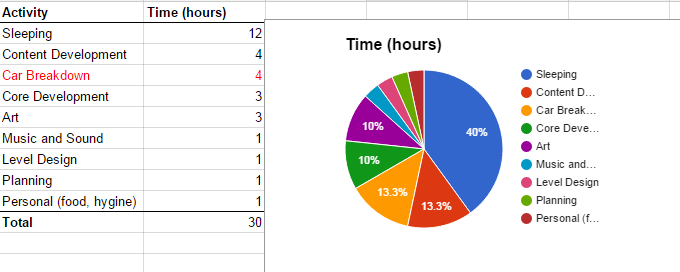 Activity Time (hours)
Sleeping 12
Content Development 4
Car Breakdown 4
Core Development 3
Art 3
Music and Sound 1
Level Design 1
Planning 1
Personal (food, hygine) 1
Total 30
Time (hours)
40%
13.3%
13.3%
10%
10%
Sleeping
Content D...
Car Break...
Core Deve...
Art
Music and...
Level Design
Planning
Personal (f...